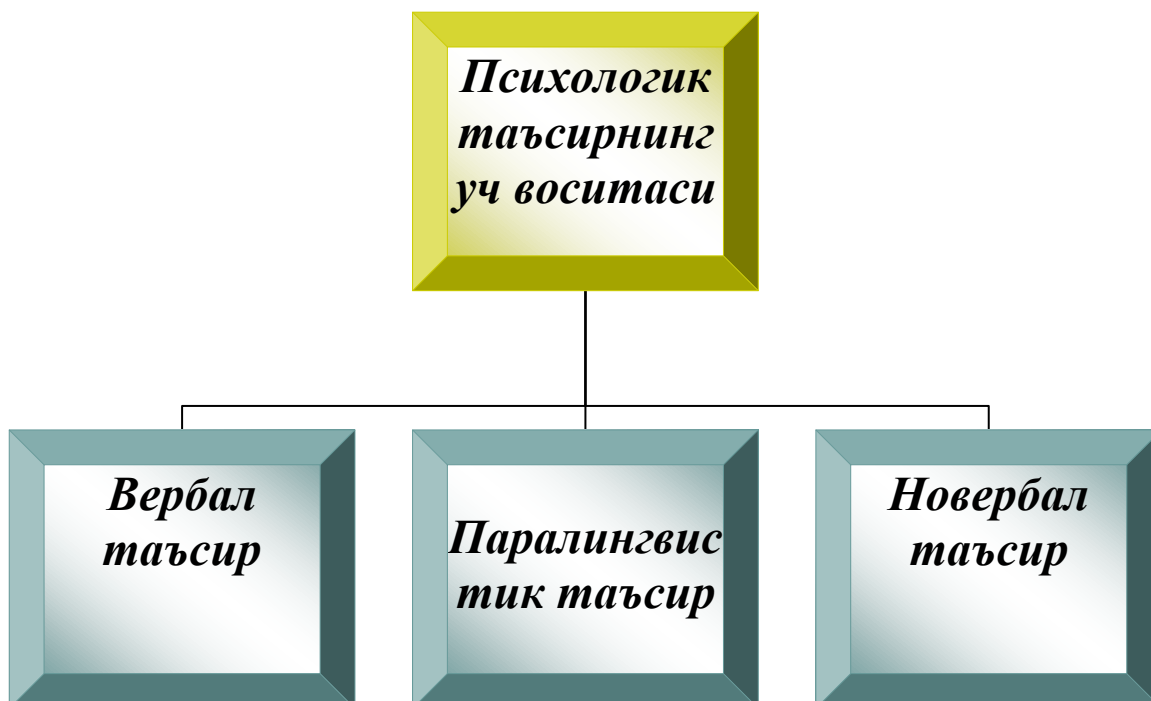 Психологик
таъсирнинг
уч воситаси
Вербал
таъсир
Паралингвис
тик таъсир
Новербал
таъсир